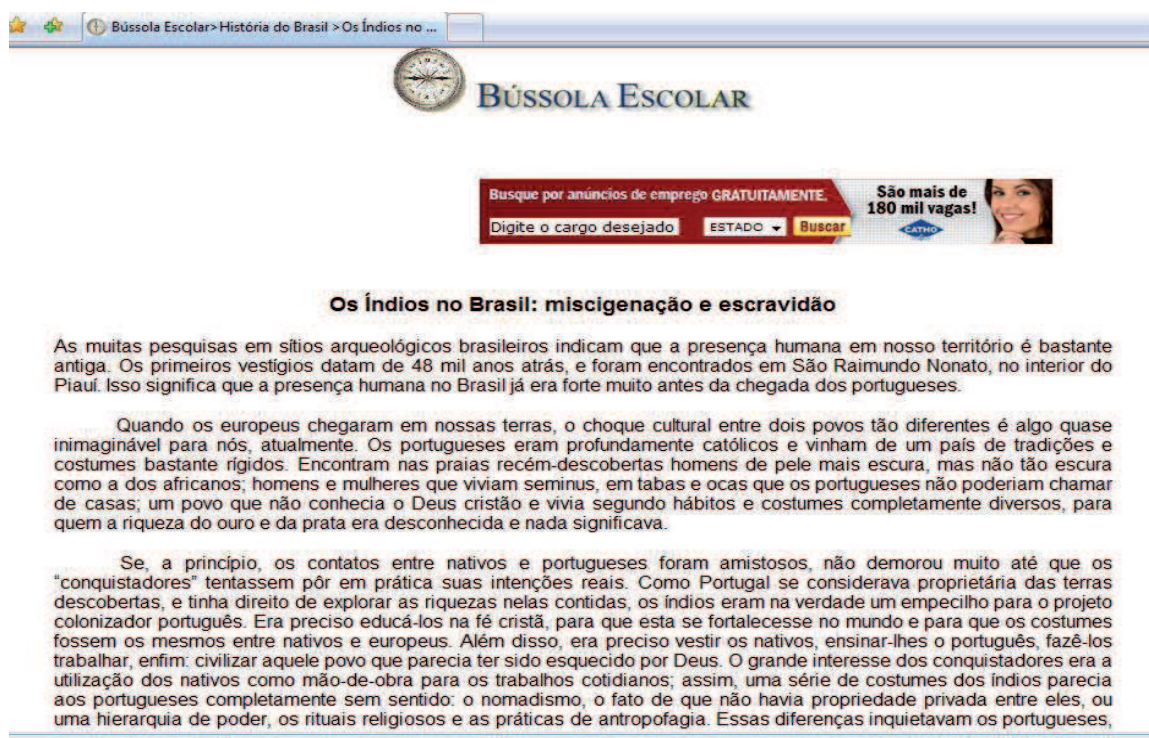 Bússola Escolar>História do Brasil >Os Índios no ...
BÚSSOLA ESCOLAR
Busque por anúncios de emprego GRATUITAMENTE.
Digite o cargo desejado ESTADO Buscar
São mais de
180 mil vagas!
CATHO
Os Índios no Brasil: miscigenação e escravidão
As muitas pesquisas em sítios arqueológicos brasileiros indicam que a presença humana em nosso território é bastante
antiga. Os primeiros vestígios datam de 48 mil anos atrás, e foram encontrados em São Raimundo Nonato, no interior do
Piauí. Isso significa que a presença humana no Brasil já era forte muito antes da chegada dos portugueses.
Quando os europeus chegaram em nossas terras, o choque cultural entre dois povos tão diferentes é algo quase
inimaginável para nós, atualmente. Os portugueses eram profundamente católicos e vinham de um país de tradições e
costumes bastante rígidos. Encontram nas praias recém-descobertas homens de pele mais escura, mas não tão escura
como a dos africanos; homens e mulheres que viviam seminus, em tabas e ocas que os portugueses não poderiam chamar
de casas; um povo que não conhecia o Deus cristão e vivia segundo hábitos e costumes completamente diversos, para
quem a riqueza do ouro e da prata era desconhecida e nada significava.
Se, a princípio, os contatos entre nativos e portugueses foram amistosos, não demorou muito até que os
"conquistadores" tentassem pôr em prática suas intenções reais. Como Portugal se considerava proprietária das terras
descobertas, e tinha direito de explorar as riquezas nelas contidas, os índios eram na verdade um empecilho para o projeto
colonizador português. Era preciso educá-los na fé cristã, para que esta se fortalecesse no mundo e para que os costumes
fossem os mesmos entre nativos e europeus. Além disso, era preciso vestir os nativos, ensinar-lhes o português, fazê-los
trabalhar, enfim: civilizar aquele povo que parecia ter sido esquecido por Deus. O grande interesse dos conquistadores era a
utilização dos nativos como mão-de-obra para os trabalhos cotidianos; assim, uma série de costumes dos índios parecia
aos portugueses completamente sem sentido: o nomadismo, o fato de que não havia propriedade privada entre eles, ou
uma hierarquia de poder, os rituais religiosos e as práticas de antropofagia. Essas diferenças inquietavam os portugueses,